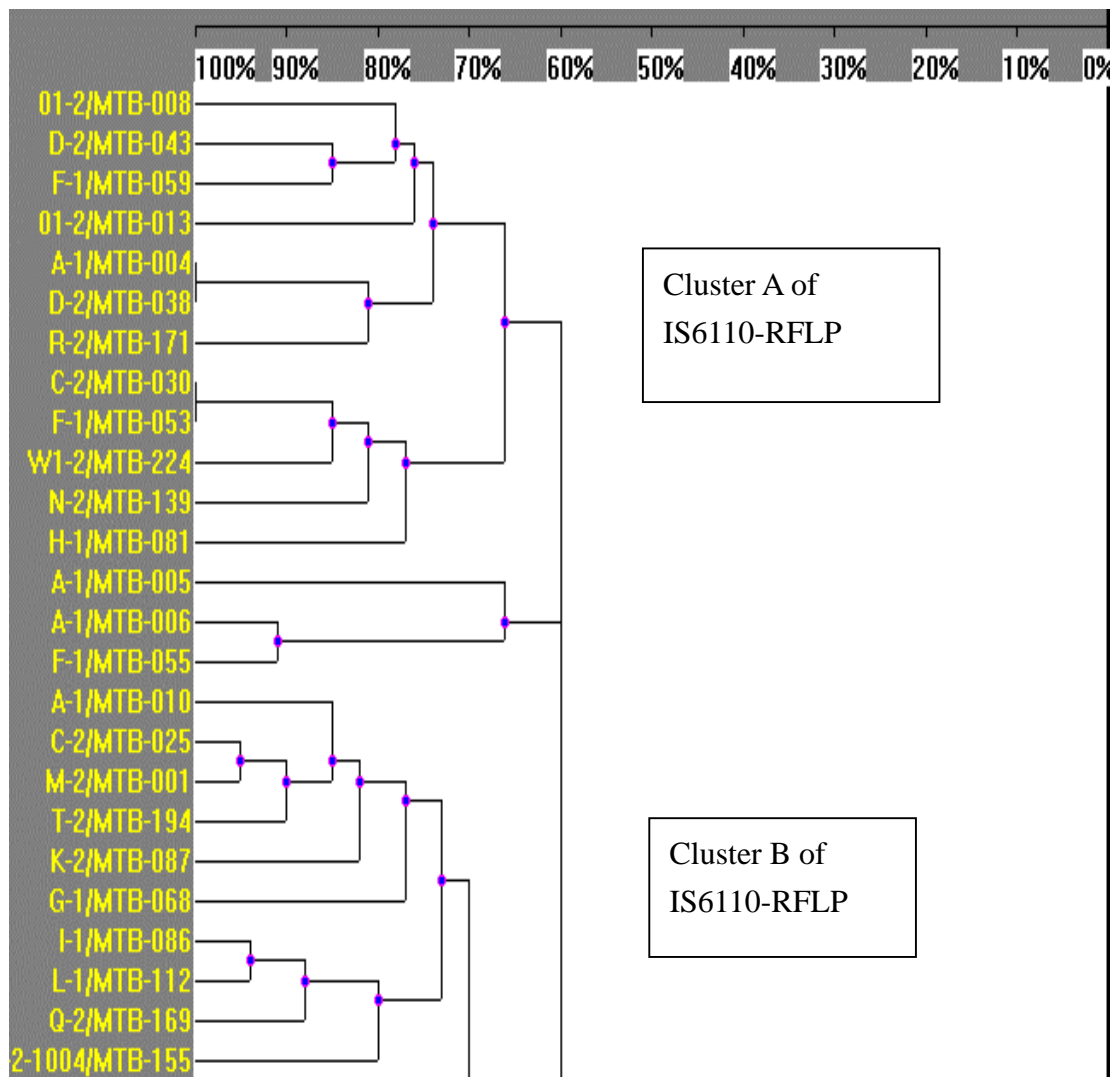 100% 90% 80% 70% 60% 50% 40% 30% 20% 10% 0%
01-2/MTB-008
D-2/MTB-043
F-1/MTB-059
01-2/MTB-013
A-1/MTB-004
D-2/MTB-038
R-2/MTB-171
C-2/MTB-030
F-1/MTB-053
W1-2/MTB-224
N-2/MTB-139
H-1/MTB-081
A-1/MTB-005
A-1/MTB-006
F-1/MTB-055
A-1/MTB-010
C-2/MTB-025
M-2/MTB-001
T-2/MTB-194
K-2/MTB-087
G-1/MTB-068
I-1/MTB-086
L-1/MTB-112
Q-2/MTB-169
-2-1004/MTB-155
Cluster A of
IS6110-RFLP
Cluster B of
IS6110-RFLP